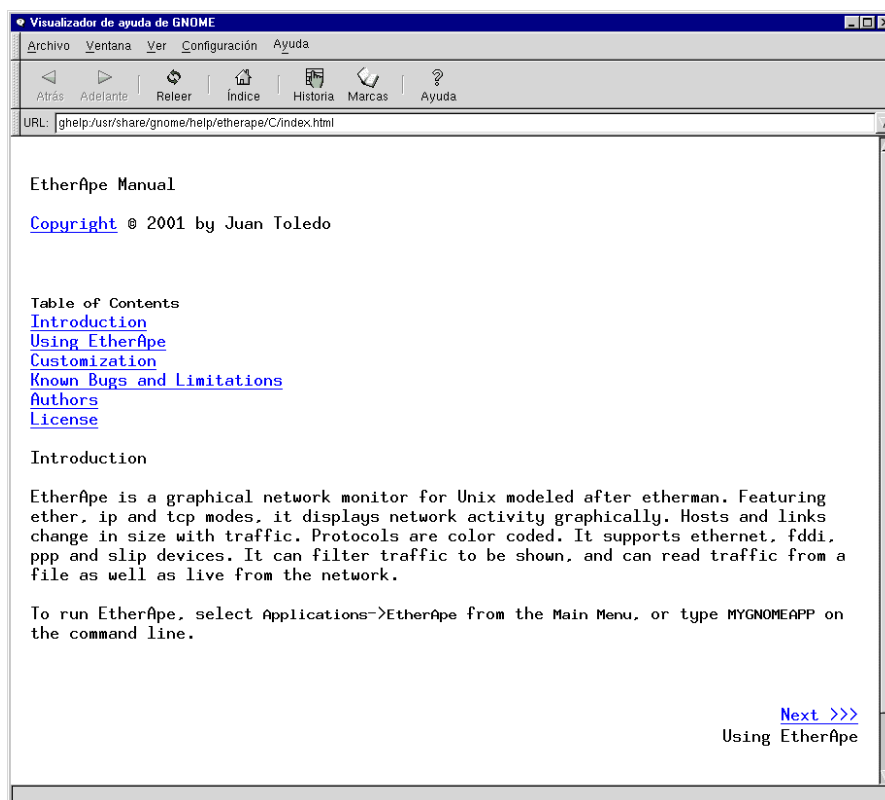 Visualizador de ayuda de GNOME
Archivo Ventana Ver Configuración Ayuda
Atrás Adelante Releer Índice Historia Marcas Ayuda
URL: ghelp:/usr/share/gnome/help/etherape/C/index.html
EtherApe Manual
Copyright © 2001 by Juan Toledo
Table of Contents
Introduction
Using EtherApe
Customization
Known Bugs and Limitations
Authors
License
Introduction
EtherApe is a graphical network monitor for Unix modeled after etherman. Featuring
ether, ip and tcp modes, it displays network activity graphically. Hosts and links
change in size with traffic. Protocols are color coded. It supports ethernet, fddi,
ppp and slip devices. It can filter traffic to be shown, and can read traffic from a
file as well as live from the network.
To run EtherApe, select Applications->EtherApe from the Main Menu, or type MYGNOMEAPP on
the command line.
Next >>>
Using EtherApe